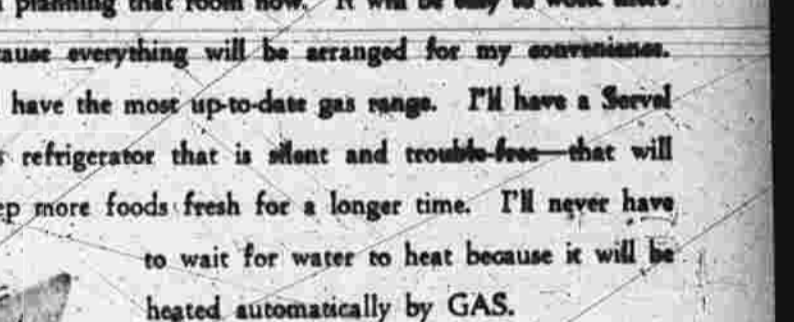 planning that room now. It will be easy to work
ause everything will be arranged for my convenience.
have the most up-to-date gas range. I'll have a Servel
s refrigerator that is silent and trouble-free—that will
ep more foods fresh for a longer time. I'll never have
to wait for water to heat because it will be
heated automatically by GAS.